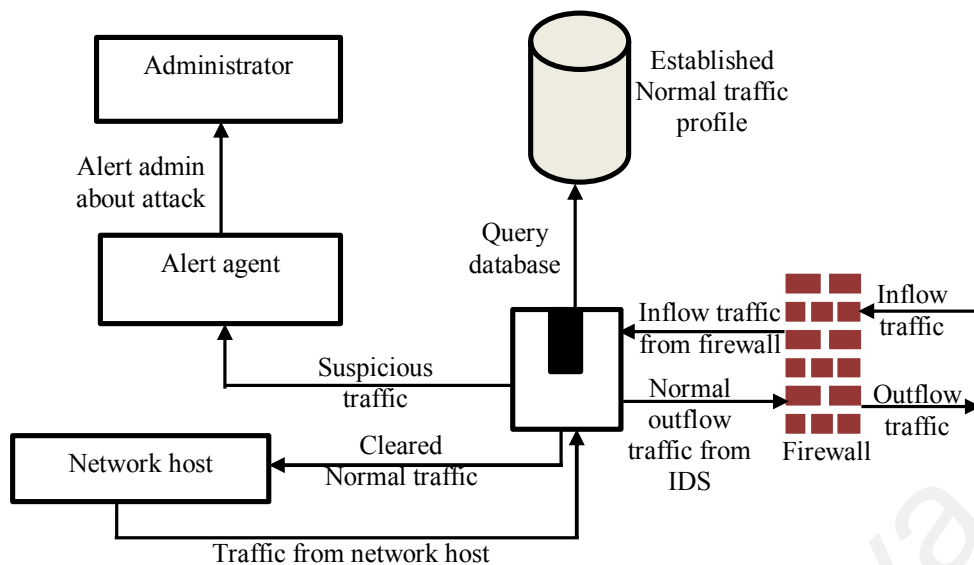 Administrator
Established
Normal traffic
profile
Alert admin
about attack
Query
database
Alert agent
Inflow traffic
from firewall
Inflow
traffic
Suspicious
traffic
Normal
outflow
traffic from
IDS
Outflow
traffic
Firewall
Cleared
Normal traffic
Network host
Traffic from network host